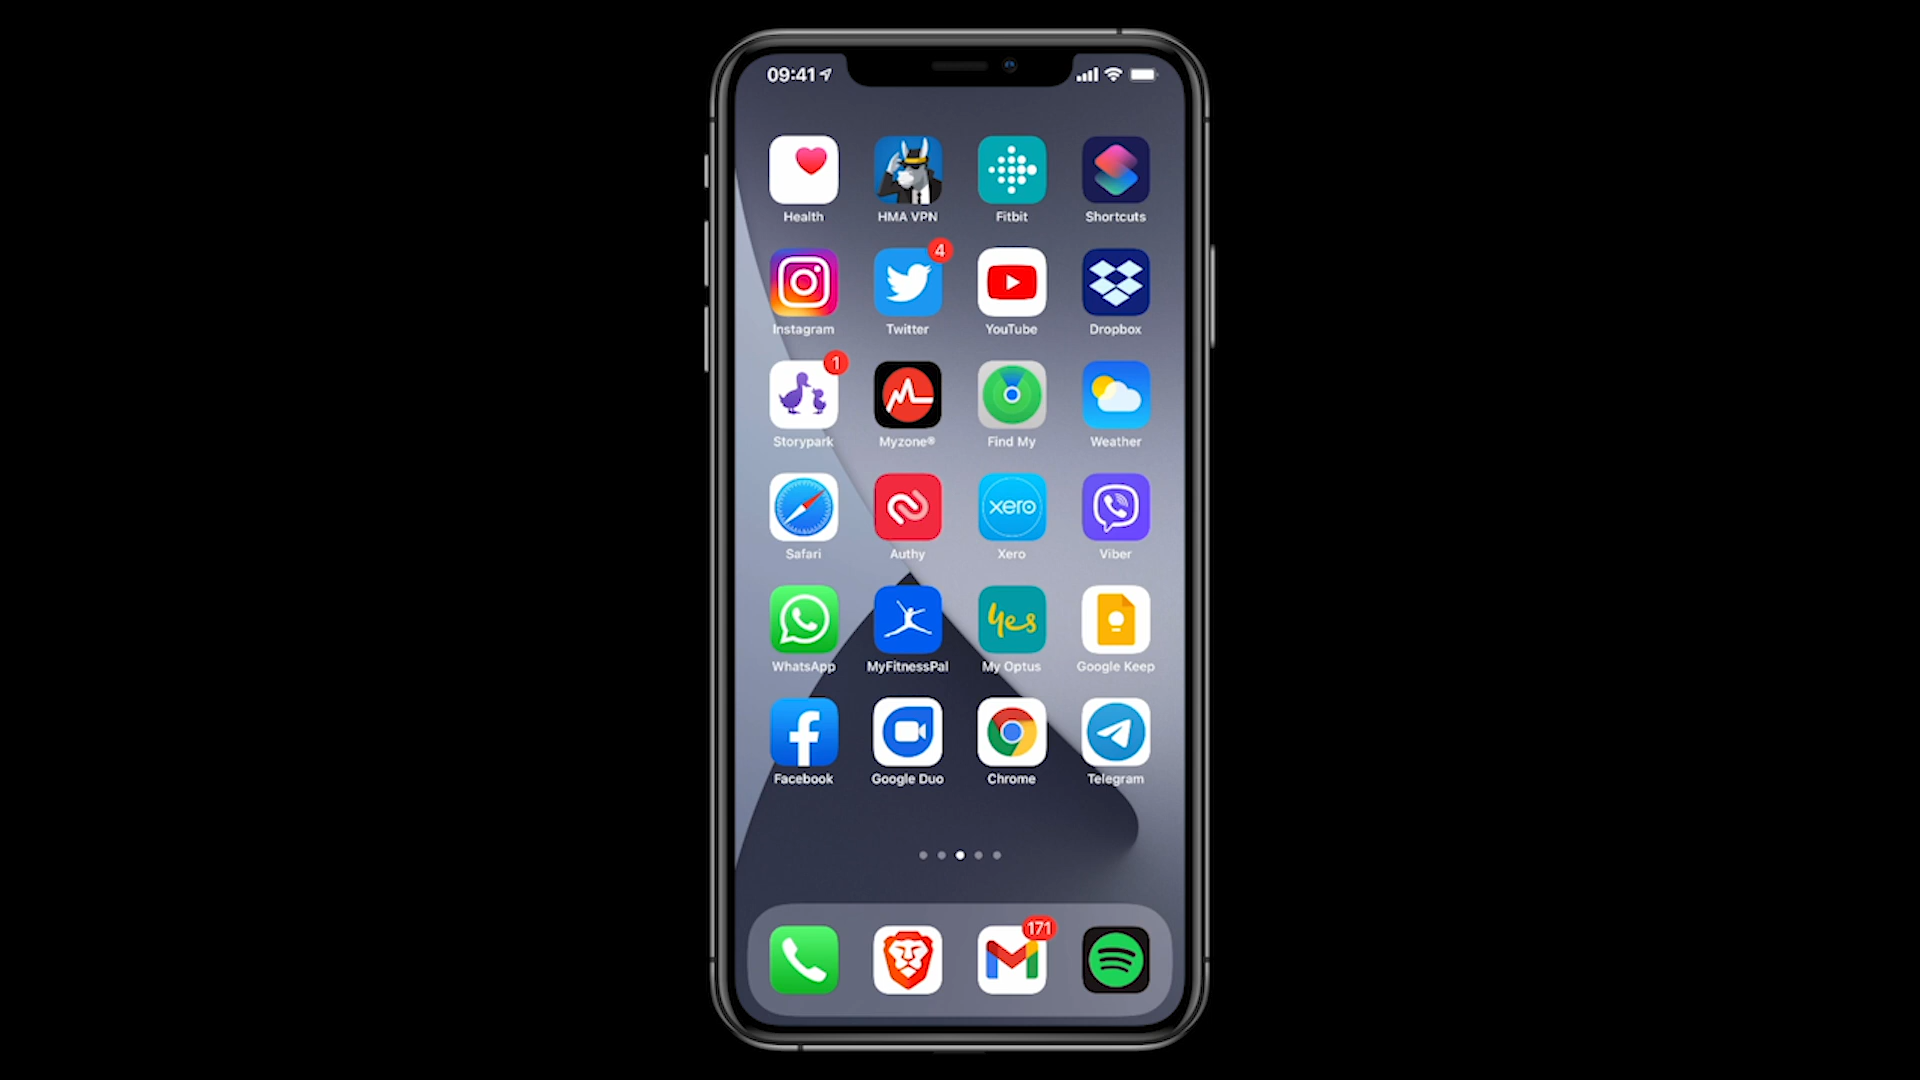 09:41
Health HMA VPN Fitbit Shortcuts
4
Instagram Twitter YouTube Dropbox
1
Storypark Myzone® Find My Weather
xero
Safari Authy Xero Viber
yes
WhatsApp MyFitnessPal My Optus Google Keep
Facebook Google Duo Chrome Telegram
171